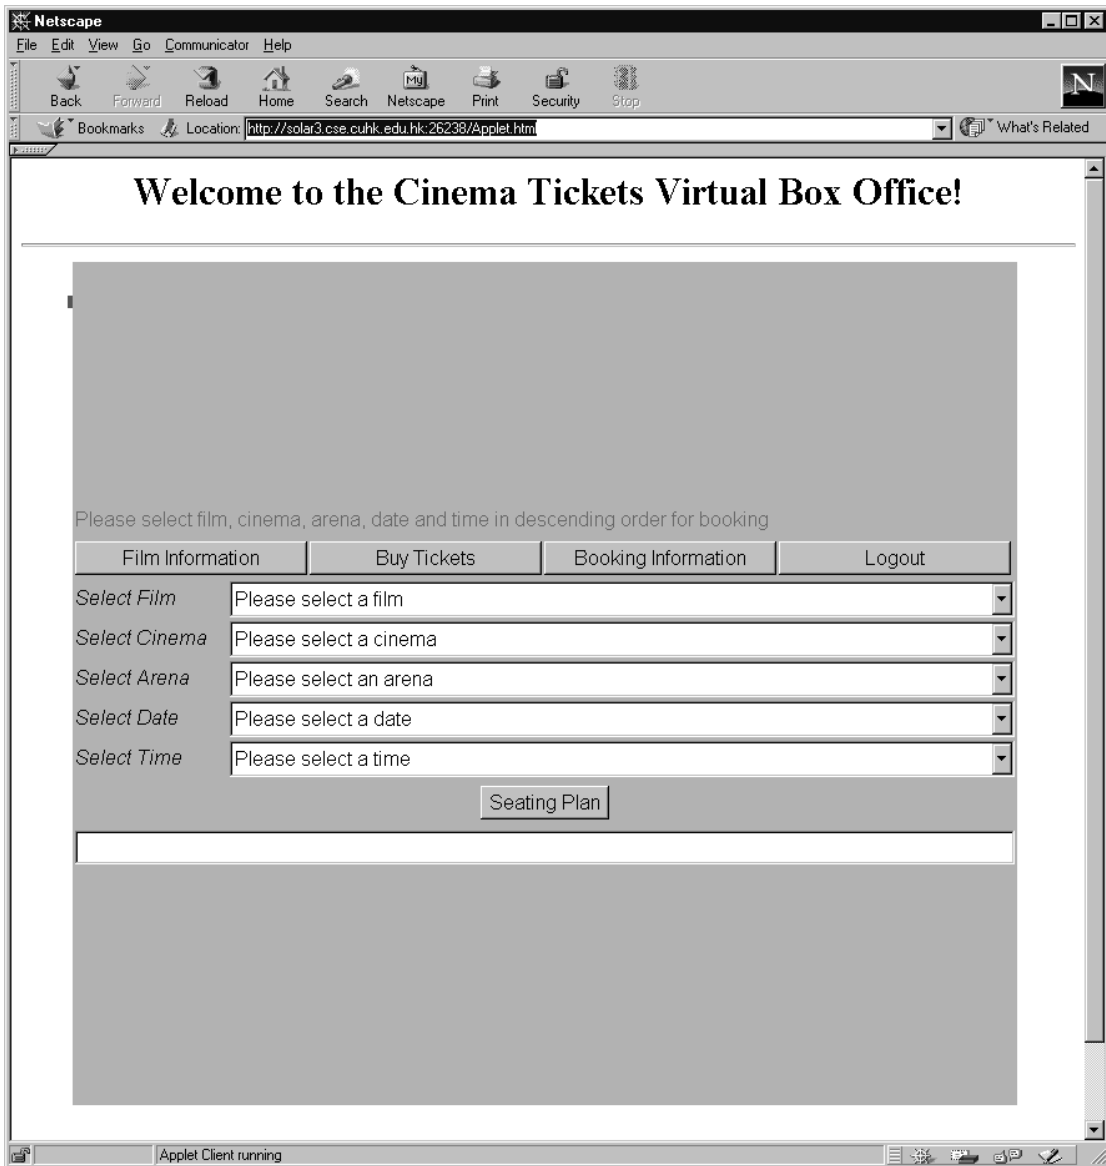 Netscape
File Edit View Go Communicator Help
Back Forward Reload Home Search Netscape Print Security Stop
My
N
Bookmarks Location: http://solar3.cse.cuhk.edu.hk:26238/Applet.html What's Related
Welcome to the Cinema Tickets Virtual Box Office!
Please select film, cinema, arena, date and time in descending order for booking
Film Information Buy Tickets Booking Information Logout
Select Film Please select a film
Select Cinema Please select a cinema
Select Arena Please select an arena
Select Date Please select a date
Select Time Please select a time
Seating Plan
Applet Client running